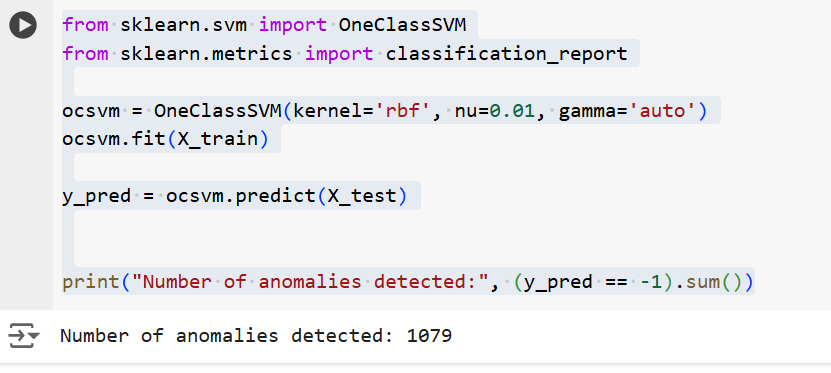 from sklearn.svm import OneClassSVM
from sklearn.metrics import classification_report
ocsvm = OneClassSVM(kernel='rbf', nu=0.01, gamma='auto')
ocsvm.fit(X_train)
y_pred = ocsvm.predict(X_test)
print("Number of anomalies detected:", (y_pred == -1).sum())
Number of anomalies detected: 1079